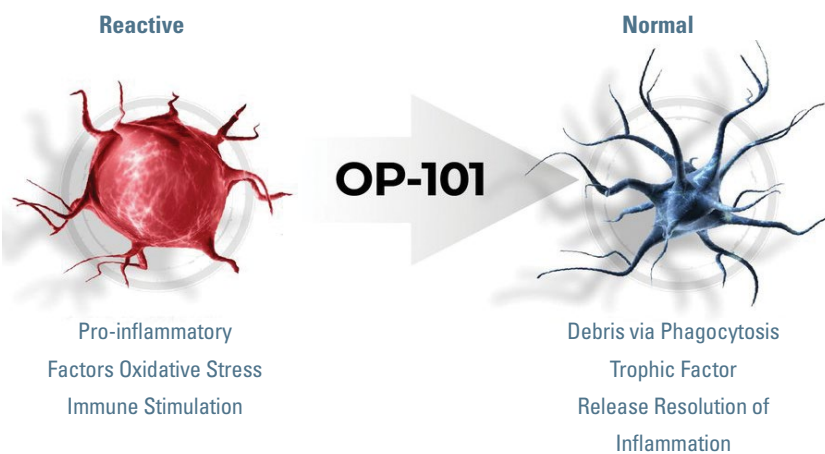 Reactive
Normal
OP-101
Pro-inflammatory
Factors Oxidative Stress
Immune Stimulation
Debris via Phagocytosis
Trophic Factor
Release Resolution of
Inflammation